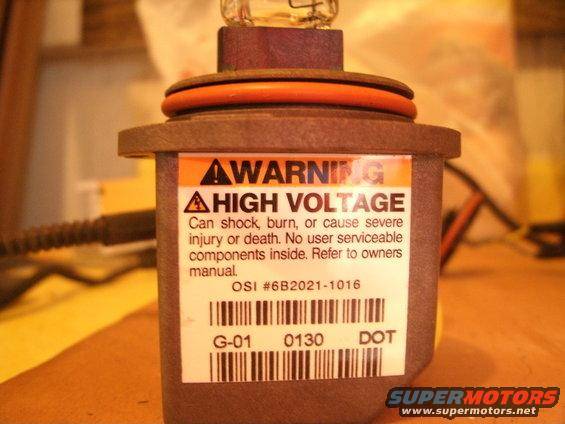 WARNING
HIGH VOLTAGE
Can shock, burn, or cause severe
injury or death. No user serviceable
components inside. Refer to owners
manual.
OSI #6B2021-1016
G-01 0130 DOT
SUPERMOTORS
www.supermotors.net